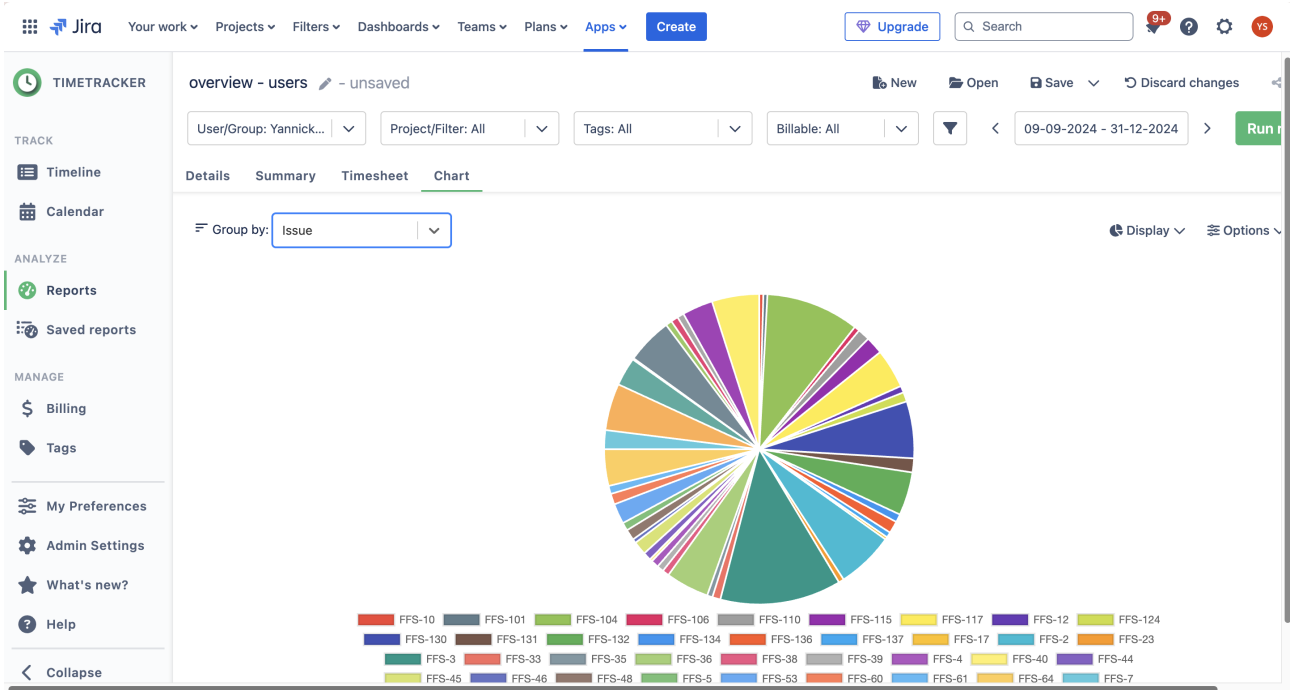 Jira Your work Projects Filters Dashboards Teams Plans Apps Create Upgrade Search 9+ YS
TIMETRACKER
overview - users - unsaved New Open Save Discard changes
User/Group: Yannick... Project/Filter: All Tags: All Billable: All 09-09-2024 - 31-12-2024 Run
TRACK
Timeline
Calendar
ANALYZE
Reports
Saved reports
MANAGE
Billing
Tags
My Preferences
Admin Settings
What's new?
Help
Collapse
Details Summary Timesheet Chart
Group by: Issue Display Options
FFS-10 FFS-101 FFS-104 FFS-106 FFS-110 FFS-115 FFS-117 FFS-12 FFS-124
FFS-130 FFS-131 FFS-132 FFS-134 FFS-136 FFS-137 FFS-17 FFS-2 FFS-23
FFS-3 FFS-33 FFS-35 FFS-36 FFS-38 FFS-39 FFS-4 FFS-40 FFS-44
FFS-45 FFS-46 FFS-48 FFS-5 FFS-53 FFS-60 FFS-61 FFS-64 FFS-7